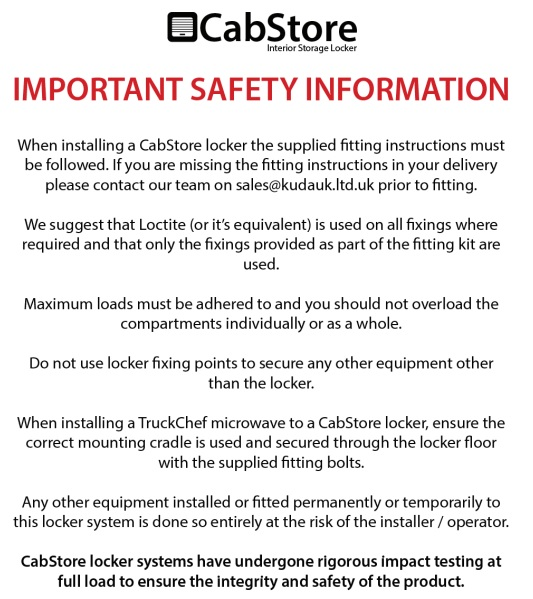 CabStore
Interior Storage Locker
IMPORTANT SAFETY INFORMATION
When installing a CabStore locker the supplied fitting instructions must
be followed. If you are missing the fitting instructions in your delivery
please contact our team on sales@kudauk.ltd.uk prior to fitting.
We suggest that Loctite (or it's equivalent) is used on all fixings where
required and that only the fixings provided as part of the fitting kit are
used.
Maximum loads must be adhered to and you should not overload the
compartments individually or as a whole.
Do not use locker fixing points to secure any other equipment other
than the locker.
When installing a TruckChef microwave to a CabStore locker, ensure the
correct mounting cradle is used and secured through the locker floor
with the supplied fitting bolts.
Any other equipment installed or fitted permanently or temporarily to
this locker system is done so entirely at the risk of the installer / operator.
CabStore locker systems have undergone rigorous impact testing at
full load to ensure the integrity and safety of the product.